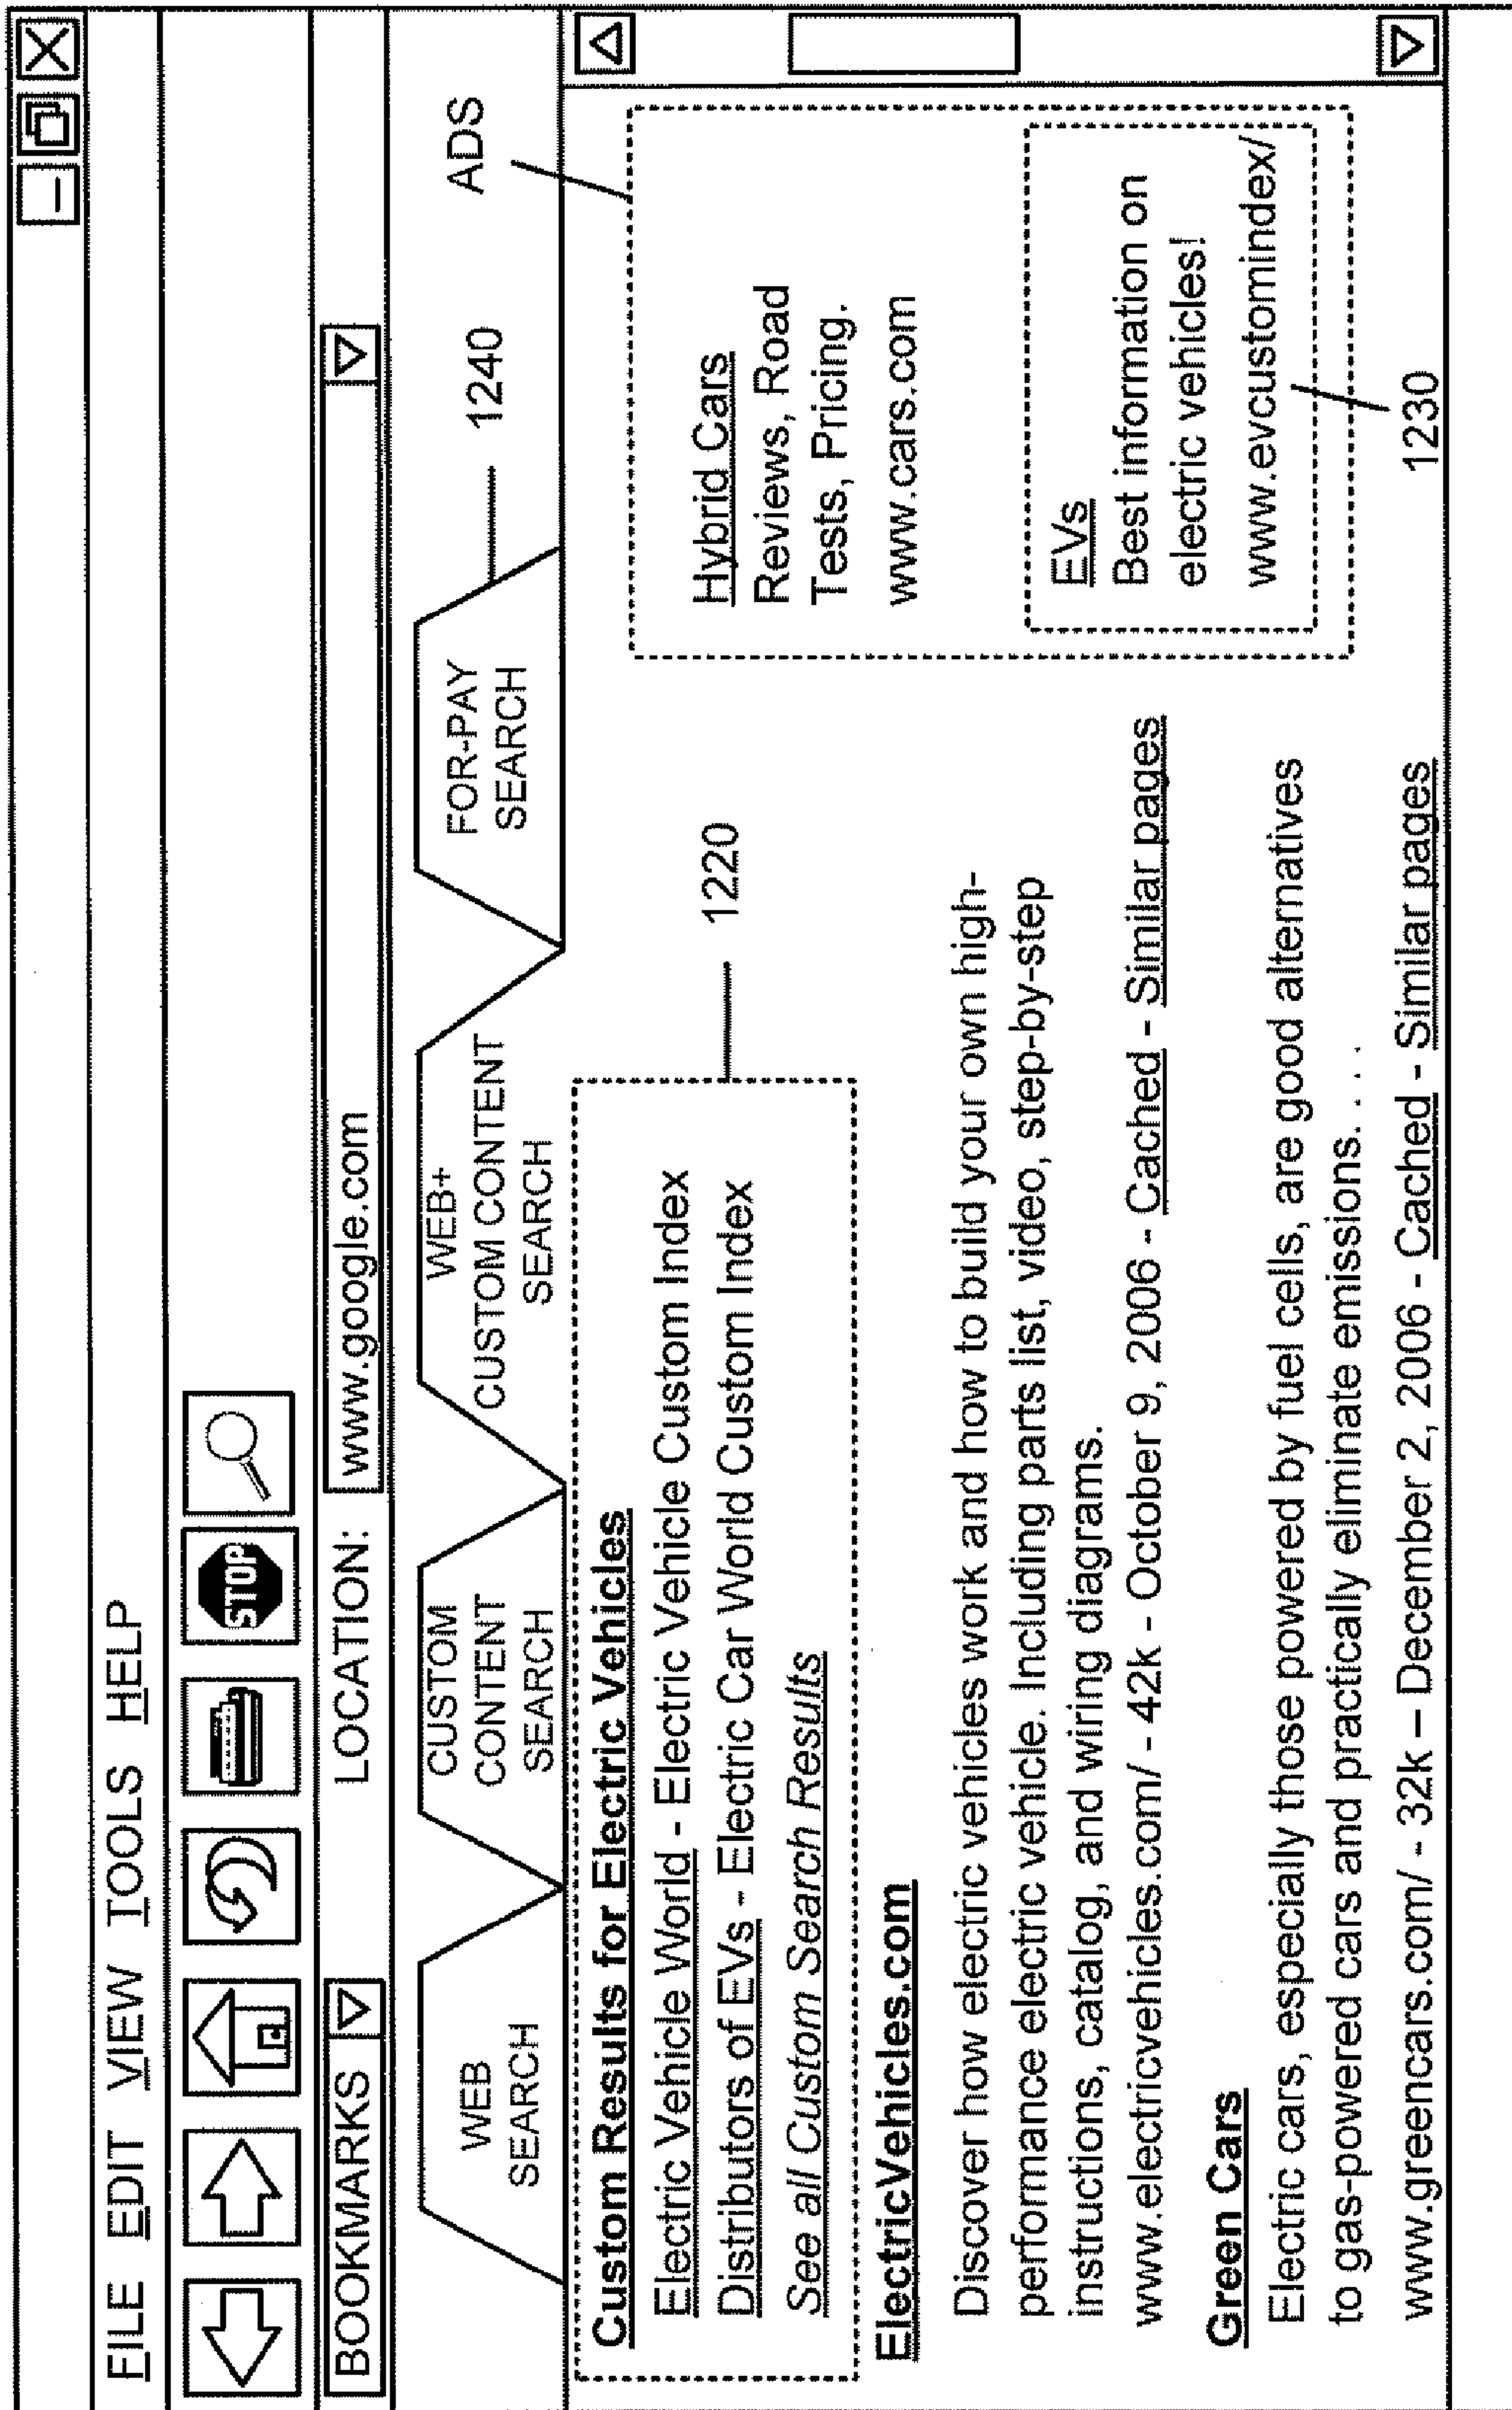 FILE EDIT VIEW TOOLS HELP
STOP
BOOKMARKS
LOCATION:
www.google.com
WEB
SEARCH
CUSTOM
CONTENT
SEARCH
WEB+
CUSTOM CONTENT
SEARCH
FOR-PAY
SEARCH
1240
ADS
Custom Results for Electric Vehicles
Electric Vehicle World - Electric Vehicle Custom Index
Distributors of EVs - Electric Car World Custom Index
See all Custom Search Results
1220
ElectricVehicles.com
Discover how electric vehicles work and how to build your own high-
performance electric vehicle. Including parts list, video, step-by-step
instructions, catalog, and wiring diagrams.
www.electricvehicles.com/ - 42k - October 9, 2006 - Cached - Similar pages
Green Cars
Electric cars, especially those powered by fuel cells, are good alternatives
to gas-powered cars and practically eliminate emissions. . . .
www.greencars.com/ - 32k – December 2, 2006 - Cached - Similar pages
Hybrid Cars
Reviews, Road
Tests, Pricing.
www.cars.com
EVs
Best information on
electric vehicles!
www.evcustomindex/
1230